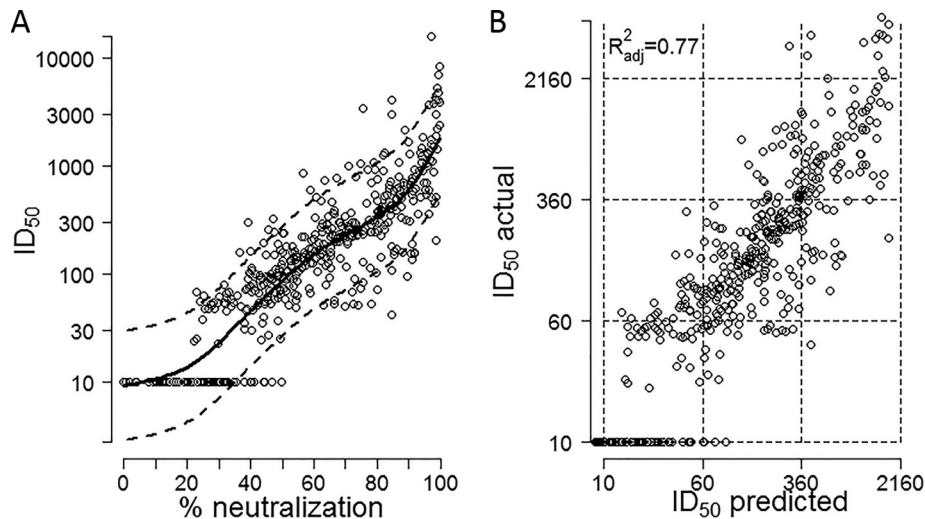 A
10000
3000
1000
300
100
30
10
ID50
0 20 40 60 80 100
% neutralization
B
R2adj=0.77
2160
360
60
10
ID50 actual
10 60 360 2160
ID50 predicted